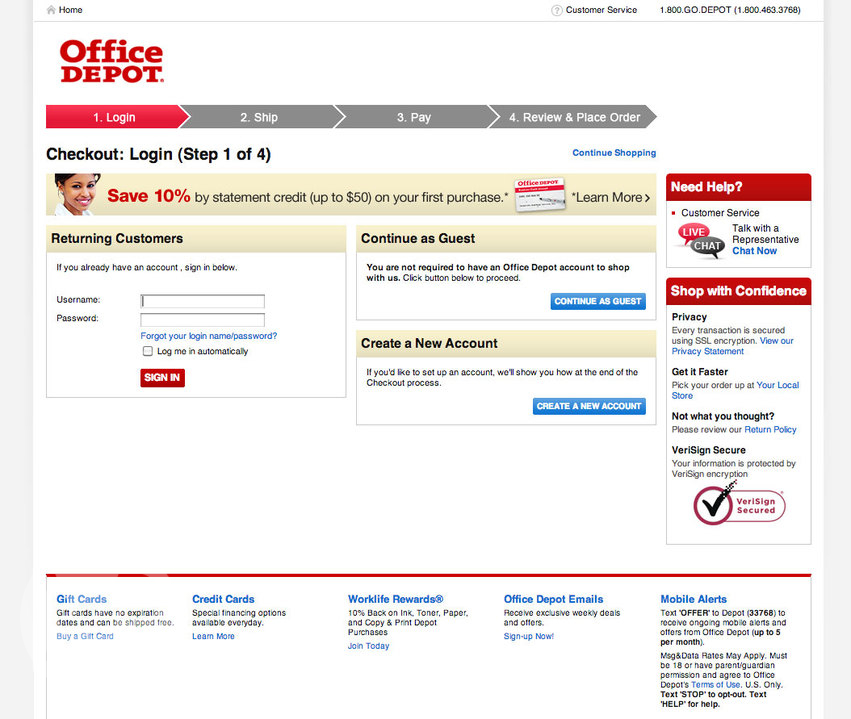 Home
Customer Service
1.800.GO.DEPOT (1.800.463.3768)
Office
DEPOT.
1. Login
2. Ship
3. Pay
4. Review & Place Order
Checkout: Login (Step 1 of 4)
Continue Shopping
Save 10% by statement credit (up to $50) on your first purchase.*
Office DEPOT
*Learn More
Returning Customers
If you already have an account , sign in below.
Username:
Password:
Forgot your login name/password?
Log me in automatically
SIGN IN
Continue as Guest
You are not required to have an Office Depot account to shop
with us. Click button below to proceed.
CONTINUE AS GUEST
Create a New Account
If you'd like to set up an account, we'll show you how at the end of the
Checkout process.
CREATE A NEW ACCOUNT
Need Help?
Customer Service
LIVE
CHAT
Talk with a
Representative
Chat Now
Shop with Confidence
Privacy
Every transaction is secured
using SSL encryption. View our
Privacy Statement
Get it Faster
Pick your order up at Your Local
Store
Not what you thought?
Please review our Return Policy
VeriSign Secure
Your information is protected by
VeriSign encryption
VeriSign
Secured
Gift Cards
Gift cards have no expiration
dates and can be shipped free.
Buy a Gift Card
Credit Cards
Special financing options
available everyday.
Learn More
Worklife Rewards®
10% Back on Ink, Toner, Paper,
and Copy & Print Depot
Purchases
Join Today
Office Depot Emails
Receive exclusive weekly deals
and offers.
Sign-up Now!
Mobile Alerts
Text 'OFFER' to Depot (33768) to
receive ongoing mobile alerts and
offers from Office Depot (up to 5
per month).
Msg&Data Rates May Apply. Must
be 18 or have parent/guardian
permission and agree to Office
Depot's Terms of Use. U.S. Only.
Text 'STOP' to opt-out. Text
'HELP' for help.